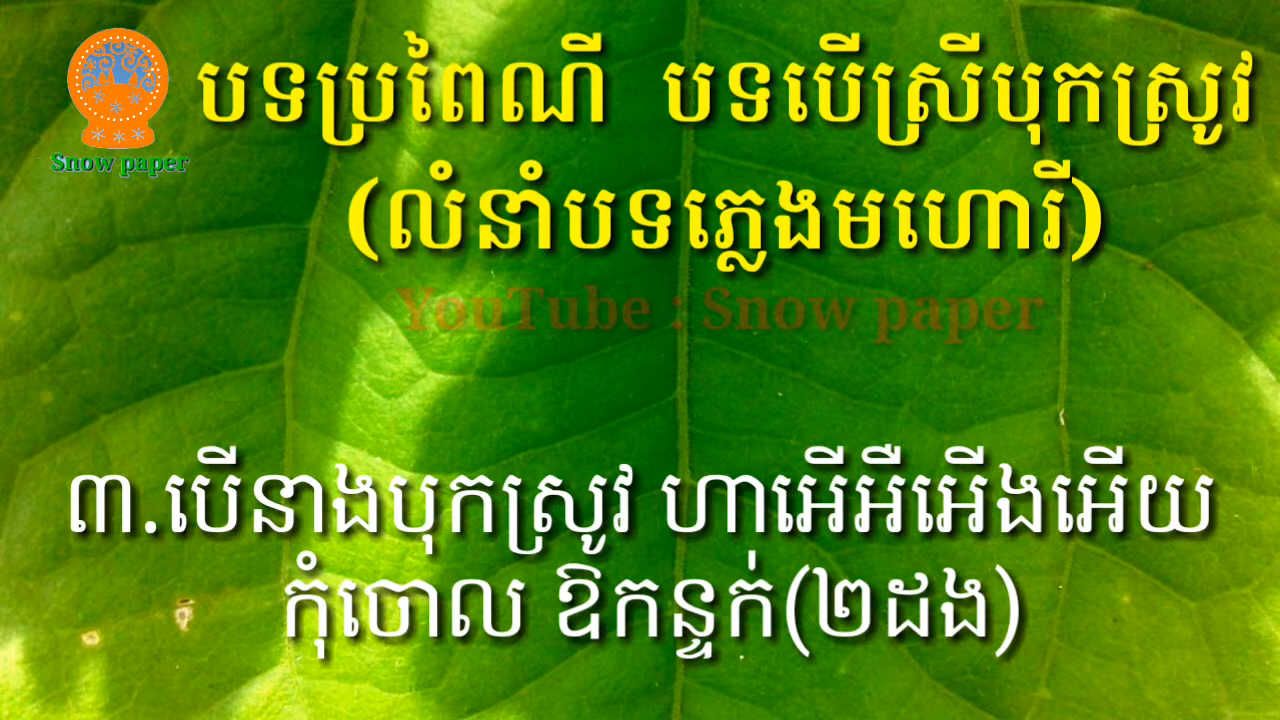 បទប្រពៃណី បទបើស្រីបុកស្រូវ
(លំនាំបទភ្លេងមហោរី)
Snow paper
YouTube : Snow paper
៣.បើនាងបុកស្រូវ ហាអើអឺអើងអើយ
កុំចោល ឱកន្ទក់(២ដង)